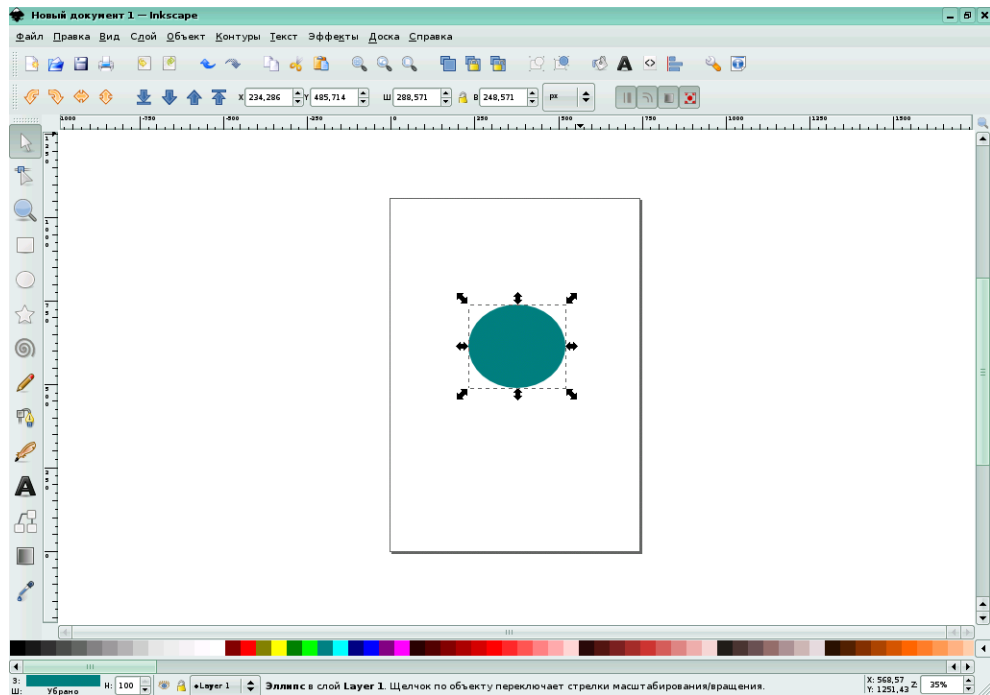 Новый документ 1 — Inkscape
Файл Правка Вид Слой Объект Контуры Текст Эффекты Доска Справка
X 234,286 Y 485,714 Ш 288,571 В 248,571 px
1000 -750 -500 -250 0 250 500 750 1000 1250 1500
З:
Ш: Убрано
Н: 100
•Layer 1
Эллипс в слой Layer 1. Щелчок по объекту переключает стрелки масштабирования/вращения.
X: 568,57
Y: 1251,43
Z: 35%